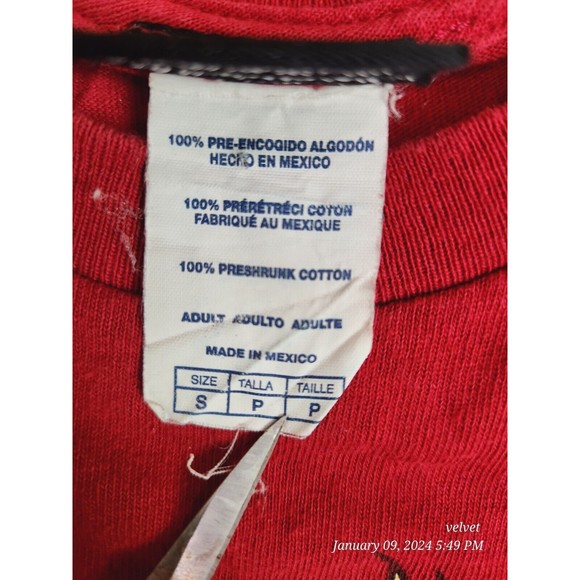 100% PRE-ENCOGIDO ALGODÓN
HECHO EN MEXICO
100% PRÉRÉTRÉCI COTON
FABRIQUÉ AU MEXIQUE
100% PRESHRUNK COTTON
ADULT ADULTO ADULTE
MADE IN MEXICO
SIZE TALLA TAILLE
S P P
velvet
January 09, 2024 5:49 PM